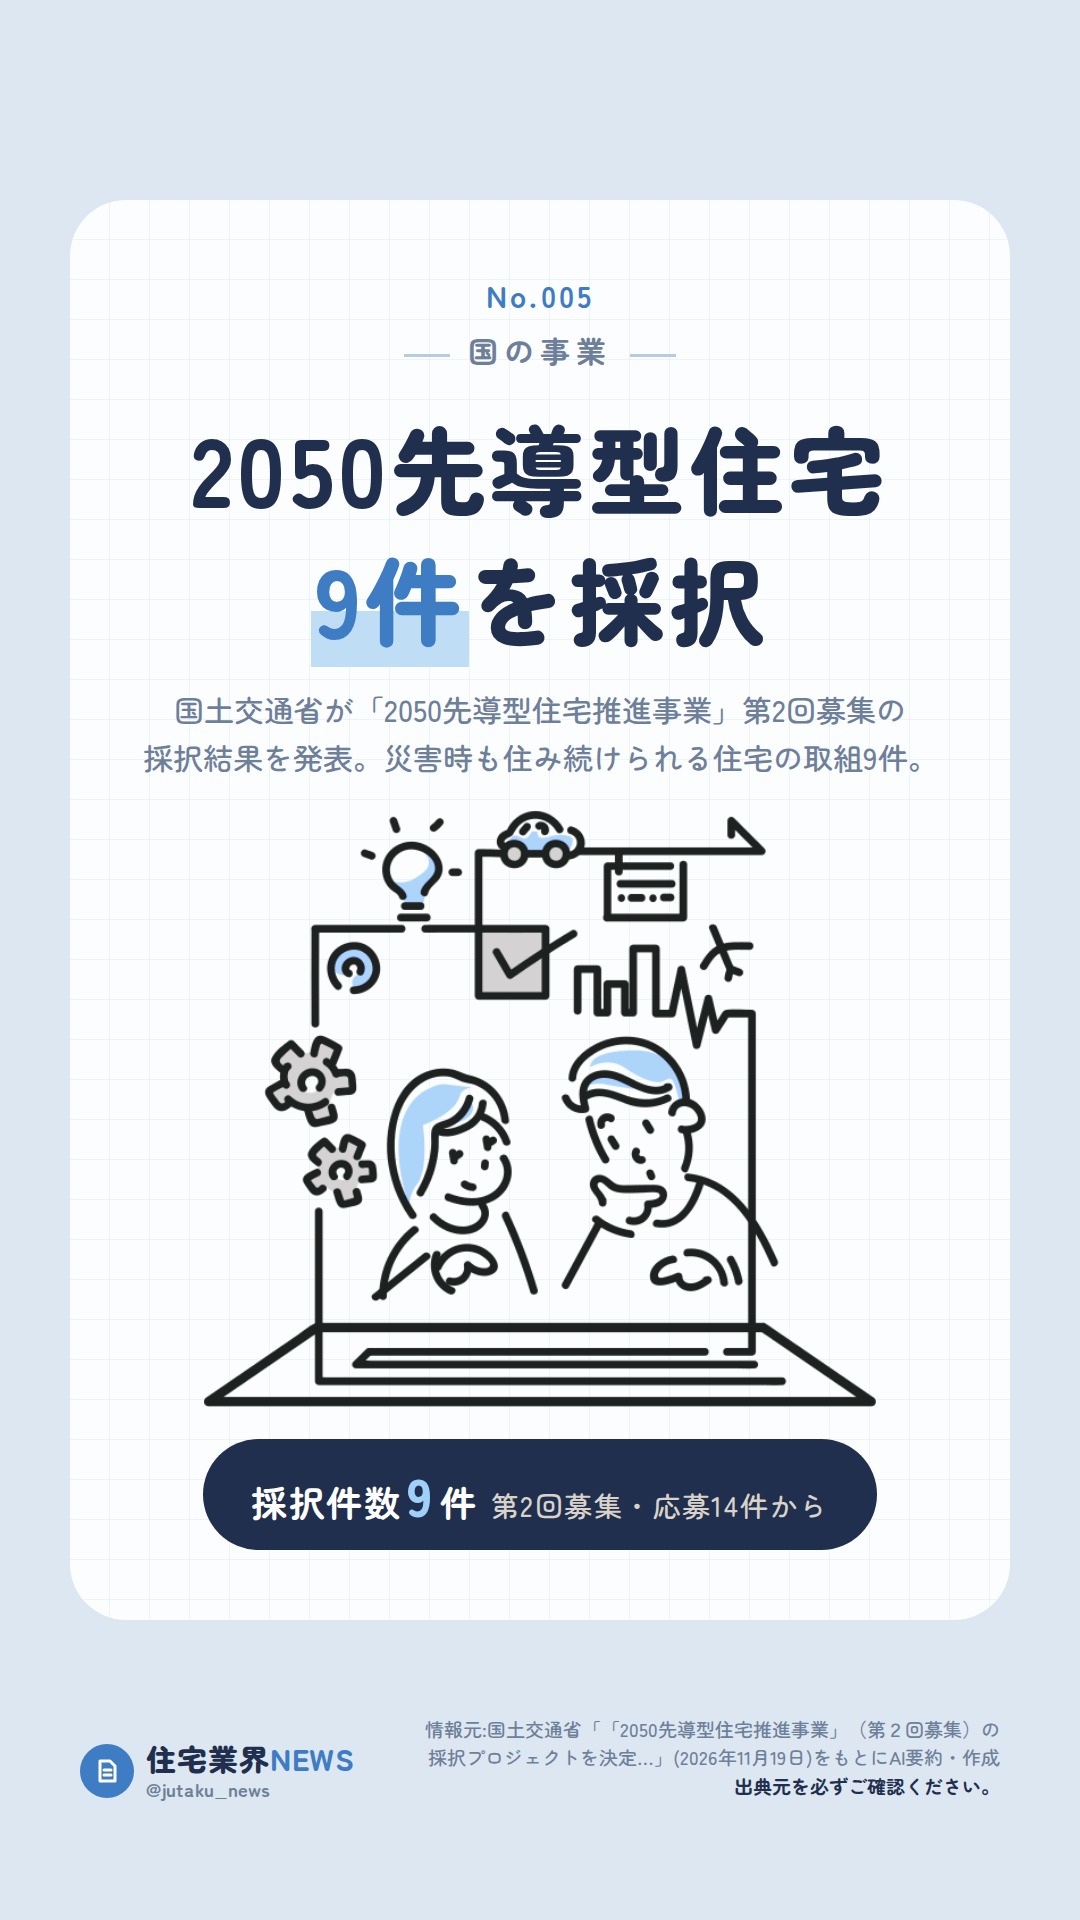 No.005
国の事業
2050先導型住宅
9件を採択
国土交通省が「2050先導型住宅推進事業」第2回募集の
採択結果を発表。災害時も住み続けられる住宅の取組9件。
採択件数9件 第2回募集・応募14件から
情報元:国土交通省「「2050先導型住宅推進事業」（第２回募集）の
採択プロジェクトを決定...」(2026年11月19日)をもとにAI要約・作成
出典元を必ずご確認ください。
住宅業界NEWS
@jutaku_news